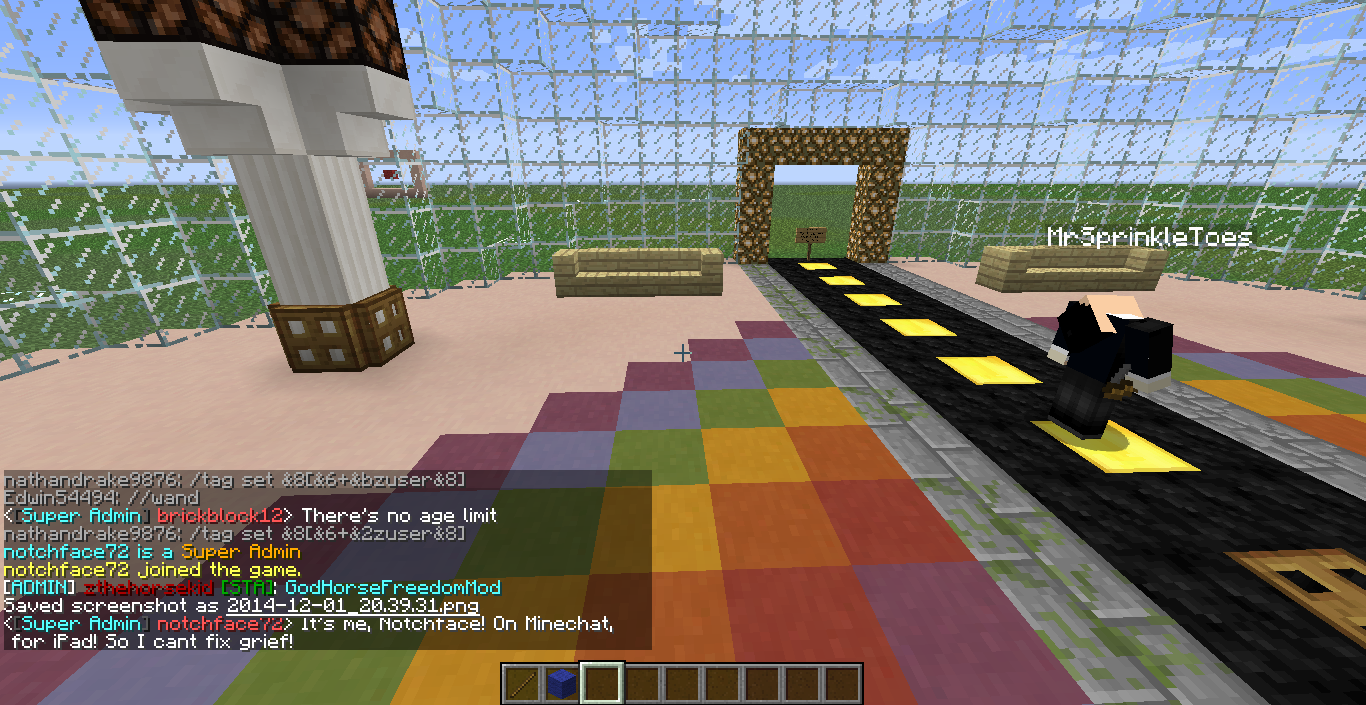 MrSprinkleToes
nathandrake9876: /tag set &8[&6+&bzuser&8]
Edwin54494: //wand
<[Super Admin] brickblock12> There's no age limit
nathandrake9876: /tag set &8[&6+&2zuser&8]
notchface72 is a Super Admin
notchface72 joined the game.
[ADMIN] zthehorsekid [STA]: GodHorseFreedomMod
Saved screenshot as 2014-12-01_20.39.31.png
<[Super Admin] notchface72> It's me, Notchface! On Minechat,
for iPad! So I cant fix grief!